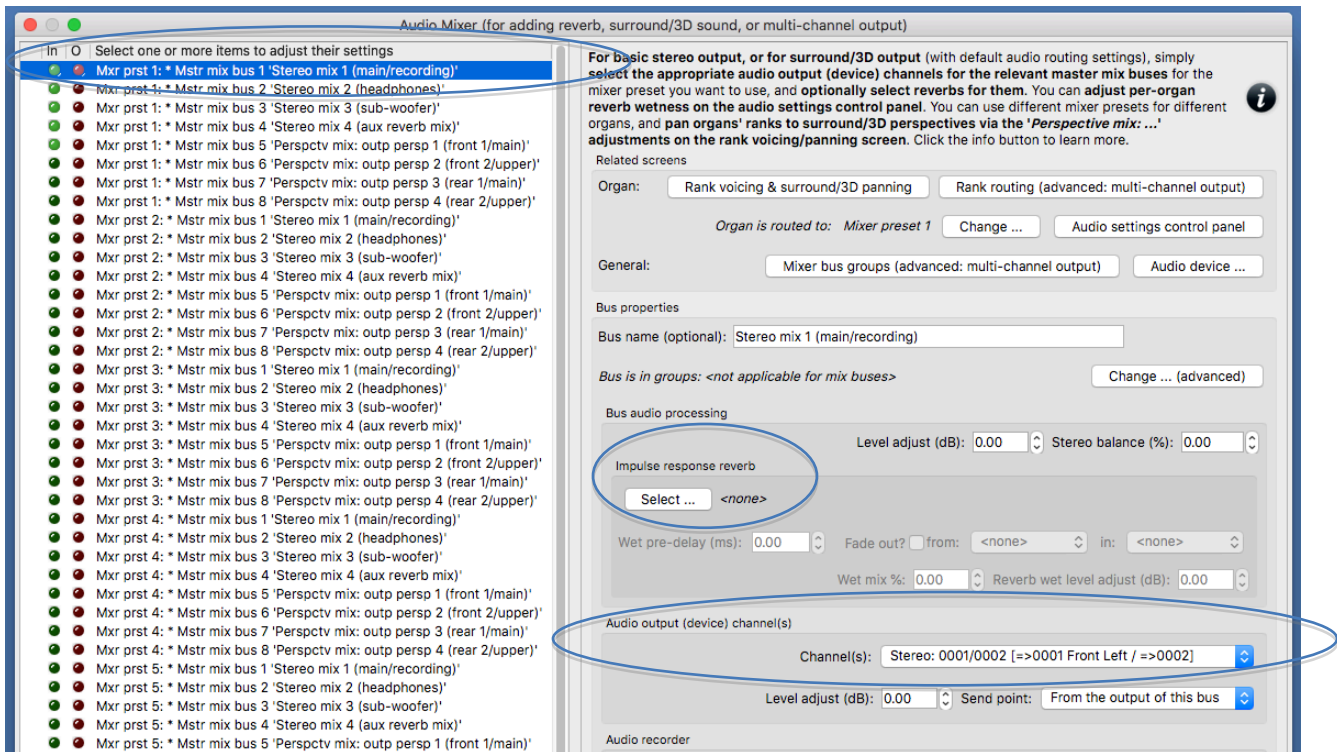 Audio Mixer (for adding reverb, surround/3D sound, or multi-channel output)
In O Select one or more items to adjust their settings
Mxr prst 1: * Mstr mix bus 1 'Stereo mix 1 (main/recording)'
Mxr prst 1: * Mstr mix bus 2 'Stereo mix 2 (headphones)'
Mxr prst 1: * Mstr mix bus 3 'Stereo mix 3 (sub-woofer)'
Mxr prst 1: * Mstr mix bus 4 'Stereo mix 4 (aux reverb mix)'
Mxr prst 1: * Mstr mix bus 5 'Perspctv mix: outp persp 1 (front 1/main)'
Mxr prst 1: * Mstr mix bus 6 'Perspctv mix: outp persp 2 (front 2/upper)'
Mxr prst 1: * Mstr mix bus 7 'Perspctv mix: outp persp 3 (rear 1/main)'
Mxr prst 1: * Mstr mix bus 8 'Perspctv mix: outp persp 4 (rear 2/upper)'
Mxr prst 2: * Mstr mix bus 1 'Stereo mix 1 (main/recording)'
Mxr prst 2: * Mstr mix bus 2 'Stereo mix 2 (headphones)'
Mxr prst 2: * Mstr mix bus 3 'Stereo mix 3 (sub-woofer)'
Mxr prst 2: * Mstr mix bus 4 'Stereo mix 4 (aux reverb mix)'
Mxr prst 2: * Mstr mix bus 5 'Perspctv mix: outp persp 1 (front 1/main)'
Mxr prst 2: * Mstr mix bus 6 'Perspctv mix: outp persp 2 (front 2/upper)'
Mxr prst 2: * Mstr mix bus 7 'Perspctv mix: outp persp 3 (rear 1/main)'
Mxr prst 2: * Mstr mix bus 8 'Perspctv mix: outp persp 4 (rear 2/upper)'
Mxr prst 3: * Mstr mix bus 1 'Stereo mix 1 (main/recording)'
Mxr prst 3: * Mstr mix bus 2 'Stereo mix 2 (headphones)'
Mxr prst 3: * Mstr mix bus 3 'Stereo mix 3 (sub-woofer)'
Mxr prst 3: * Mstr mix bus 4 'Stereo mix 4 (aux reverb mix)'
Mxr prst 3: * Mstr mix bus 5 'Perspctv mix: outp persp 1 (front 1/main)'
Mxr prst 3: * Mstr mix bus 6 'Perspctv mix: outp persp 2 (front 2/upper)'
Mxr prst 3: * Mstr mix bus 7 'Perspctv mix: outp persp 3 (rear 1/main)'
Mxr prst 3: * Mstr mix bus 8 'Perspctv mix: outp persp 4 (rear 2/upper)'
Mxr prst 4: * Mstr mix bus 1 'Stereo mix 1 (main/recording)'
Mxr prst 4: * Mstr mix bus 2 'Stereo mix 2 (headphones)'
Mxr prst 4: * Mstr mix bus 3 'Stereo mix 3 (sub-woofer)'
Mxr prst 4: * Mstr mix bus 4 'Stereo mix 4 (aux reverb mix)'
Mxr prst 4: * Mstr mix bus 5 'Perspctv mix: outp persp 1 (front 1/main)'
Mxr prst 4: * Mstr mix bus 6 'Perspctv mix: outp persp 2 (front 2/upper)'
Mxr prst 4: * Mstr mix bus 7 'Perspctv mix: outp persp 3 (rear 1/main)'
Mxr prst 4: * Mstr mix bus 8 'Perspctv mix: outp persp 4 (rear 2/upper)'
Mxr prst 5: * Mstr mix bus 1 'Stereo mix 1 (main/recording)'
Mxr prst 5: * Mstr mix bus 2 'Stereo mix 2 (headphones)'
Mxr prst 5: * Mstr mix bus 3 'Stereo mix 3 (sub-woofer)'
Mxr prst 5: * Mstr mix bus 4 'Stereo mix 4 (aux reverb mix)'
Mxr prst 5: * Mstr mix bus 5 'Perspctv mix: outp persp 1 (front 1/main)'
For basic stereo output, or for surround/3D output (with default audio routing settings), simply
select the appropriate audio output (device) channels for the relevant master mix buses for the
mixer preset you want to use, and optionally select reverbs for them. You can adjust per-organ
reverb wetness on the audio settings control panel. You can use different mixer presets for different
organs, and pan organs' ranks to surround/3D perspectives via the 'Perspective mix: ...'
adjustments on the rank voicing/panning screen. Click the info button to learn more.
i
Related screens
Organ: Rank voicing & surround/3D panning Rank routing (advanced: multi-channel output)
Organ is routed to: Mixer preset 1 Change ... Audio settings control panel
General: Mixer bus groups (advanced: multi-channel output) Audio device ...
Bus properties
Bus name (optional): Stereo mix 1 (main/recording)
Bus is in groups: <not applicable for mix buses> Change ... (advanced)
Bus audio processing
Level adjust (dB): 0.00 Stereo balance (%): 0.00
Impulse response reverb
Select ... <none>
Wet pre-delay (ms): 0.00 Fade out? from: <none> in: <none>
Wet mix %: 0.00 Reverb wet level adjust (dB): 0.00
Audio output (device) channel(s)
Channel(s): Stereo: 0001/0002 [=>0001 Front Left / =>0002]
Level adjust (dB): 0.00 Send point: From the output of this bus
Audio recorder